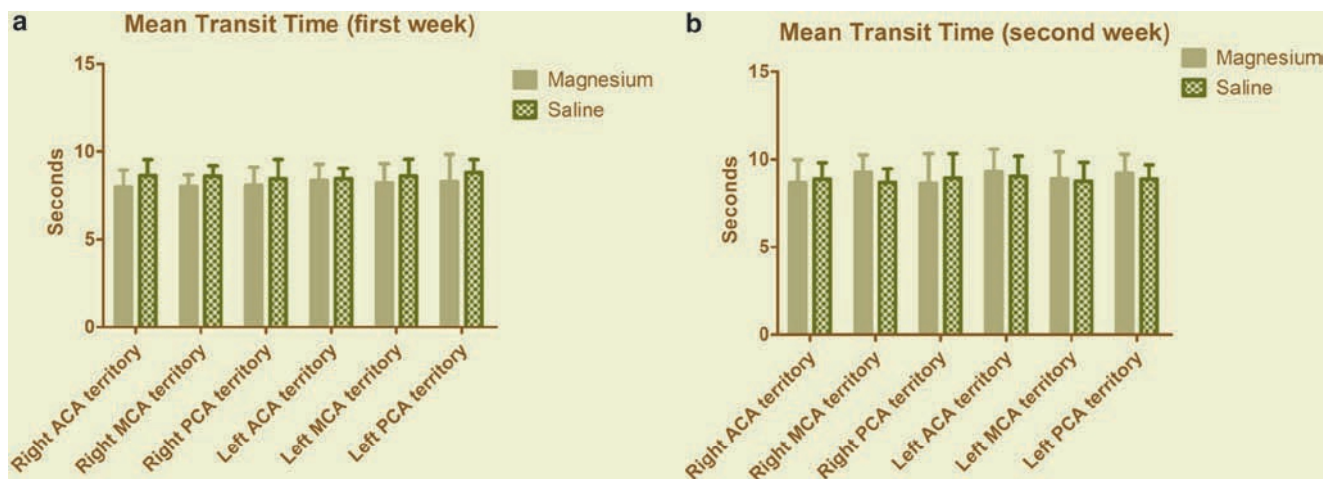 a
Mean Transit Time (first week)
Magnesium
Saline
15
10
5
0
Seconds
Right ACA territory
Right MCA territory
Right PCA territory
Left ACA territory
Left MCA territory
Left PCA territory
b
Mean Transit Time (second week)
Magnesium
Saline
15
10
5
0
Seconds
Right ACA territory
Right MCA territory
Right PCA territory
Left ACA territory
Left MCA territory
Left PCA territory